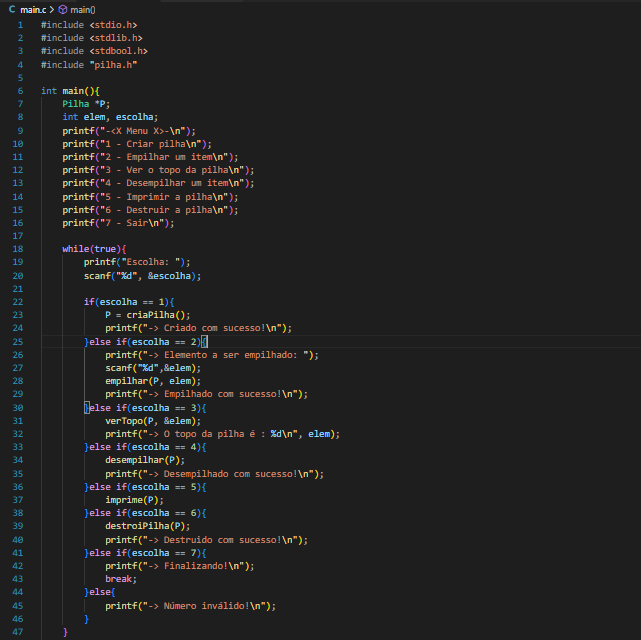 C main.c > main()
1 #include <stdio.h>
2 #include <stdlib.h>
3 #include <stdbool.h>
4 #include "pilha.h"
5
6 int main(){
7     Pilha *P;
8     int elem, escolha;
9     printf("-<X Menu X>-\n");
10     printf("1 - Criar pilha\n");
11     printf("2 - Empilhar um item\n");
12     printf("3 - Ver o topo da pilha\n");
13     printf("4 - Desempilhar um item\n");
14     printf("5 - Imprimir a pilha\n");
15     printf("6 - Destruir a pilha\n");
16     printf("7 - Sair\n");
17
18     while(true){
19         printf("Escolha: ");
20         scanf("%d", &escolha);
21
22         if(escolha == 1){
23             P = criaPilha();
24             printf("-> Criado com sucesso!\n");
25         }else if(escolha == 2){
26             printf("-> Elemento a ser empilhado: ");
27             scanf("%d",&elem);
28             empilhar(P, elem);
29             printf("-> Empilhado com sucesso!\n");
30         }else if(escolha == 3){
31             verTopo(P, &elem);
32             printf("-> O topo da pilha é : %d\n", elem);
33         }else if(escolha == 4){
34             desempilhar(P);
35             printf("-> Desempilhado com sucesso!\n");
36         }else if(escolha == 5){
37             imprime(P);
38         }else if(escolha == 6){
39             destroiPilha(P);
40             printf("-> Destruido com sucesso!\n");
41         }else if(escolha == 7){
42             printf("-> Finalizando!\n");
43             break;
44         }else{
45             printf("-> Número inválido!\n");
46         }
47     }